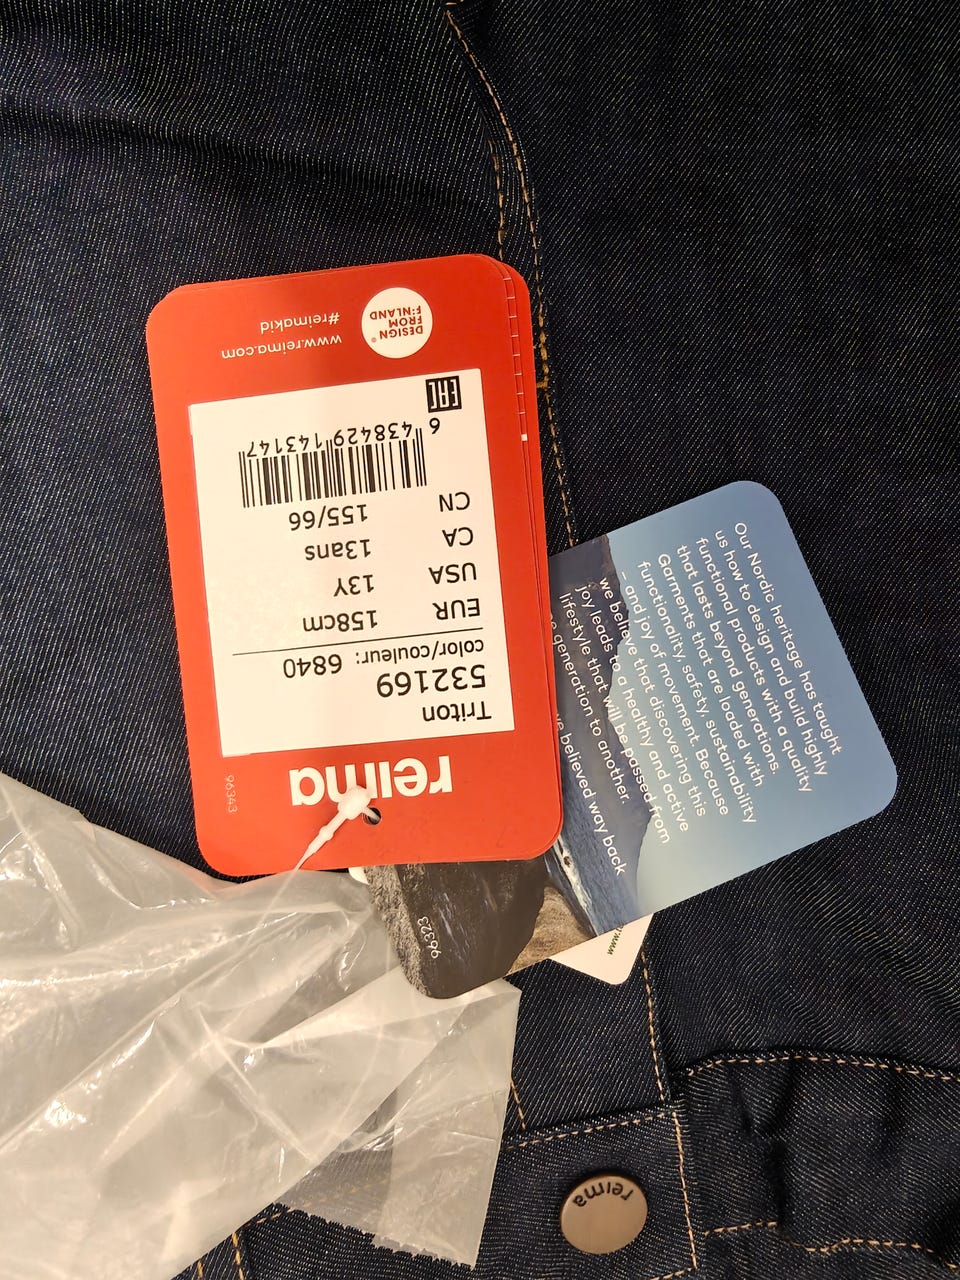 reima
96343
Triton
532169
color/couleur: 6840
EUR 158cm
USA 13Y
CA 13ans
CN 155/66
6 438429 143147
EAC
www.reima.com
#reimakid
DESIGN®
FROM
FINLAND
Our Nordic heritage has taught
us how to design and build highly
functional products with a quality
that lasts beyond generations.
Garments that are loaded with
functionality, safety, sustainability
– and joy of movement. Because
we believe that discovering this
joy leads to a healthy and active
lifestyle that will be passed from
generation to another.
believed way back
96323
www.
reima